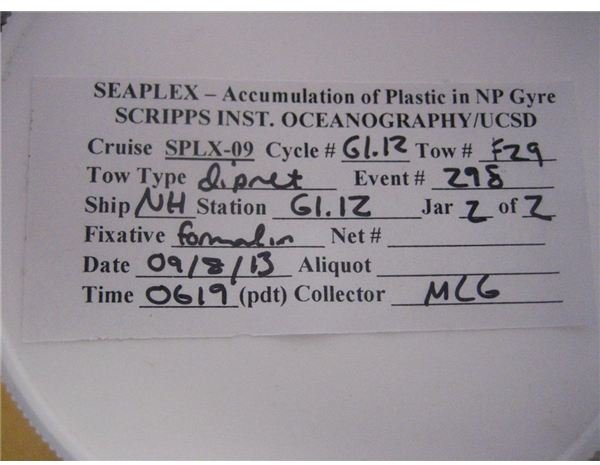 SEAPLEX – Accumulation of Plastic in NP Gyre
SCRIPPS INST. OCEANOGRAPHY/UCSD
Cruise SPLX-09 Cycle # G1.12 Tow # F29
Tow Type dipnet Event # 298
Ship NH Station G1.12 Jar 2 of 2
Fixative formalin Net #
Date 09/8/13 Aliquot
Time 0619 (pdt) Collector MCG